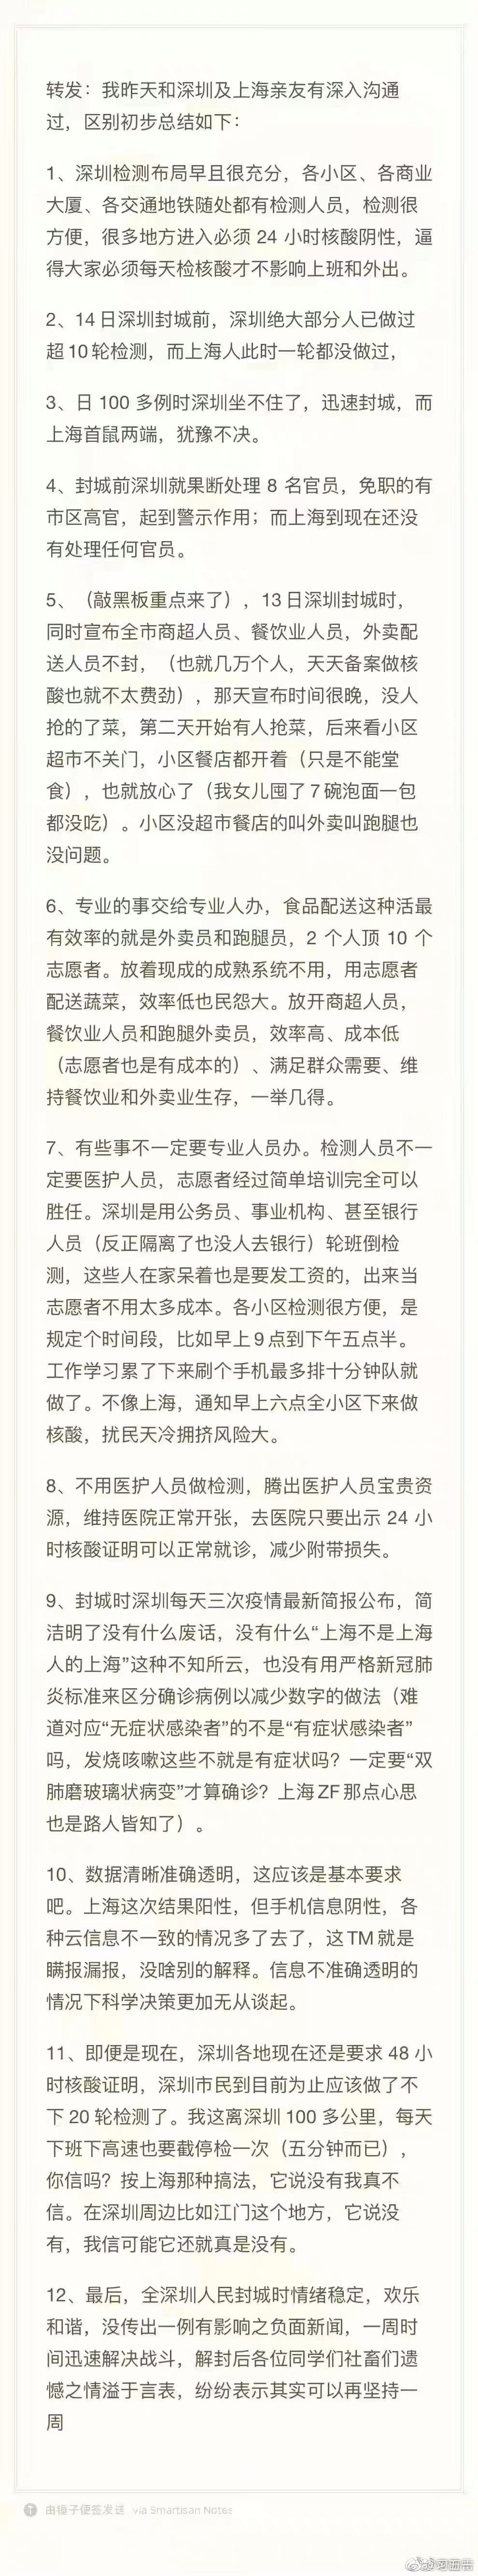 转发：我昨天和深圳及上海亲友有深入沟通
过，区别初步总结如下：
1、深圳检测布局早且很充分，各小区、各商业
大厦、各交通地铁随处都有检测人员，检测很
方便，很多地方进入必须 24 小时核酸阴性，逼
得大家必须每天检核酸才不影响上班和外出。
2、14日深圳封城前，深圳绝大部分人已做过
超10轮检测，而上海人此时一轮都没做过，
3、日 100 多例时深圳坐不住了，迅速封城，而
上海首鼠两端，犹豫不决。
4、封城前深圳就果断处理 8 名官员，免职的有
市区高官，起到警示作用；而上海到现在还没
有处理任何官员。
5、（敲黑板重点来了），13日深圳封城时，
同时宣布全市商超人员、餐饮业人员，外卖配
送人员不封，（也就几万个人，天天备案做核
酸也就不太费劲），那天宣布时间很晚，没人
抢的了菜，第二天开始有人抢菜，后来看小区
超市不关门，小区餐店都开着（只是不能堂
食），也就放心了（我女儿囤了7碗泡面一包
都没吃）。小区没超市餐店的叫外卖叫跑腿也
没问题。
6、专业的事交给专业人办，食品配送这种活最
有效率的就是外卖员和跑腿员，2 个人顶 10 个
志愿者。放着现成的成熟系统不用，用志愿者
配送蔬菜，效率低也民怨大。放开商超人员，
餐饮业人员和跑腿外卖员，效率高、成本低
（志愿者也是有成本的）、满足群众需要、维
持餐饮业和外卖业生存，一举几得。
7、有些事不一定要专业人员办。检测人员不一
定要医护人员，志愿者经过简单培训完全可以
胜任。深圳是用公务员、事业机构、甚至银行
人员（反正隔离了也没人去银行）轮班倒检
测，这些人在家呆着也是要发工资的，出来当
志愿者不用太多成本。各小区检测很方便，是
规定个时间段，比如早上9点到下午五点半。
工作学习累了下来刷个手机最多排十分钟队就
做了。不像上海，通知早上六点全小区下来做
核酸，扰民天冷拥挤风险大。
8、不用医护人员做检测，腾出医护人员宝贵资
源，维持医院正常开张，去医院只要出示 24 小
时核酸证明可以正常就诊，减少附带损失。
9、封城时深圳每天三次疫情最新简报公布，简
洁明了没有什么废话，没有什么“上海不是上海
人的上海”这种不知所云，也没有用严格新冠肺
炎标准来区分确诊病例以减少数字的做法（难
道对应“无症状感染者”的不是“有症状感染者”
吗，发烧咳嗽这些不就是有症状吗？一定要“双
肺磨玻璃状病变”才算确诊？上海ZF那点心思
也是路人皆知了）。
10、数据清晰准确透明，这应该是基本要求
吧。上海这次结果阳性，但手机信息阴性，各
种云信息不一致的情况多了去了，这TM就是
瞒报漏报，没啥别的解释。信息不准确透明的
情况下科学决策更加无从谈起。
11、即便是现在，深圳各地现在还是要求 48 小
时核酸证明，深圳市民到目前为止应该做了不
下20轮检测了。我这离深圳100多公里，每天
下班下高速也要截停检一次（五分钟而已），
你信吗？按上海那种搞法，它说没有我真不
信。在深圳周边比如江门这个地方，它说没
有，我信可能它还就真是没有。
12、最后，全深圳人民封城时情绪稳定，欢乐
和谐，没传出一例有影响之负面新闻，一周时
间迅速解决战斗，解封后各位同学们社畜们遗
憾之情溢于言表，纷纷表示其实可以再坚持一
周
由锤子便签发送 via Smartisan Notes